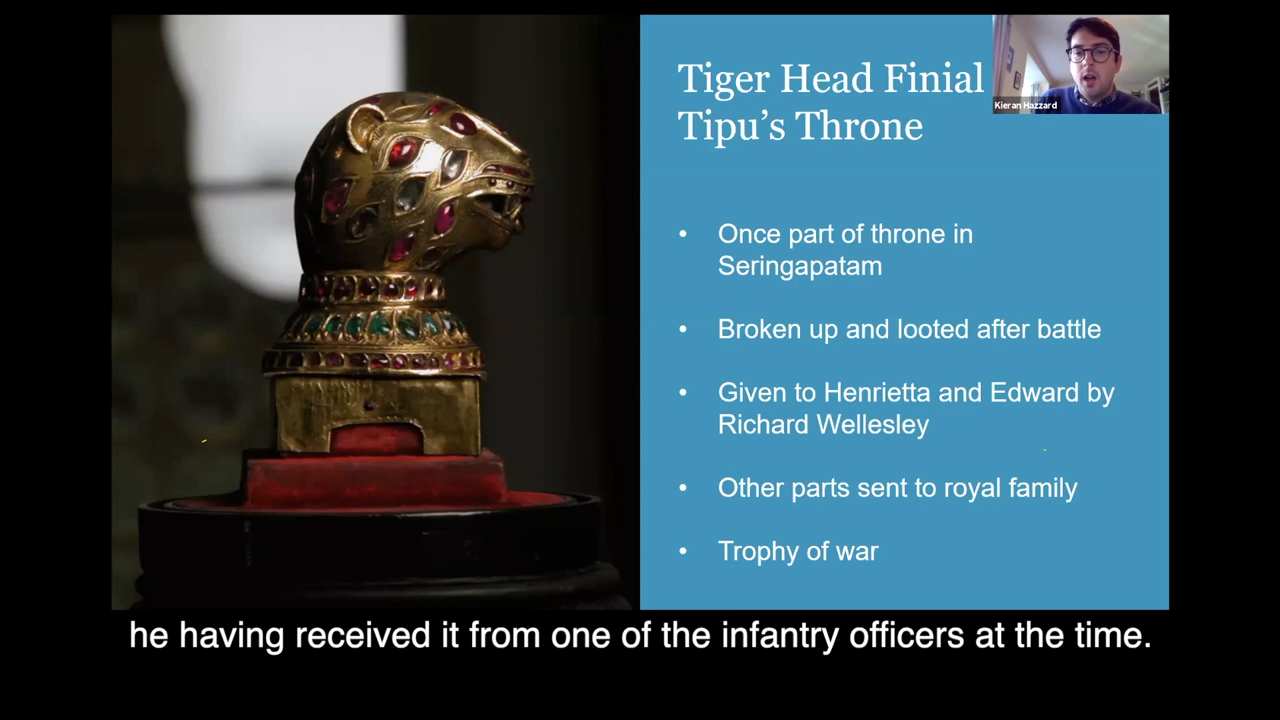 Tiger Head Finial
Tipu’s Throne
Kieran Hazzard
• Once part of throne in
Seringapatam
• Broken up and looted after battle
• Given to Henrietta and Edward by
Richard Wellesley
• Other parts sent to royal family
• Trophy of war
he having received it from one of the infantry officers at the time.